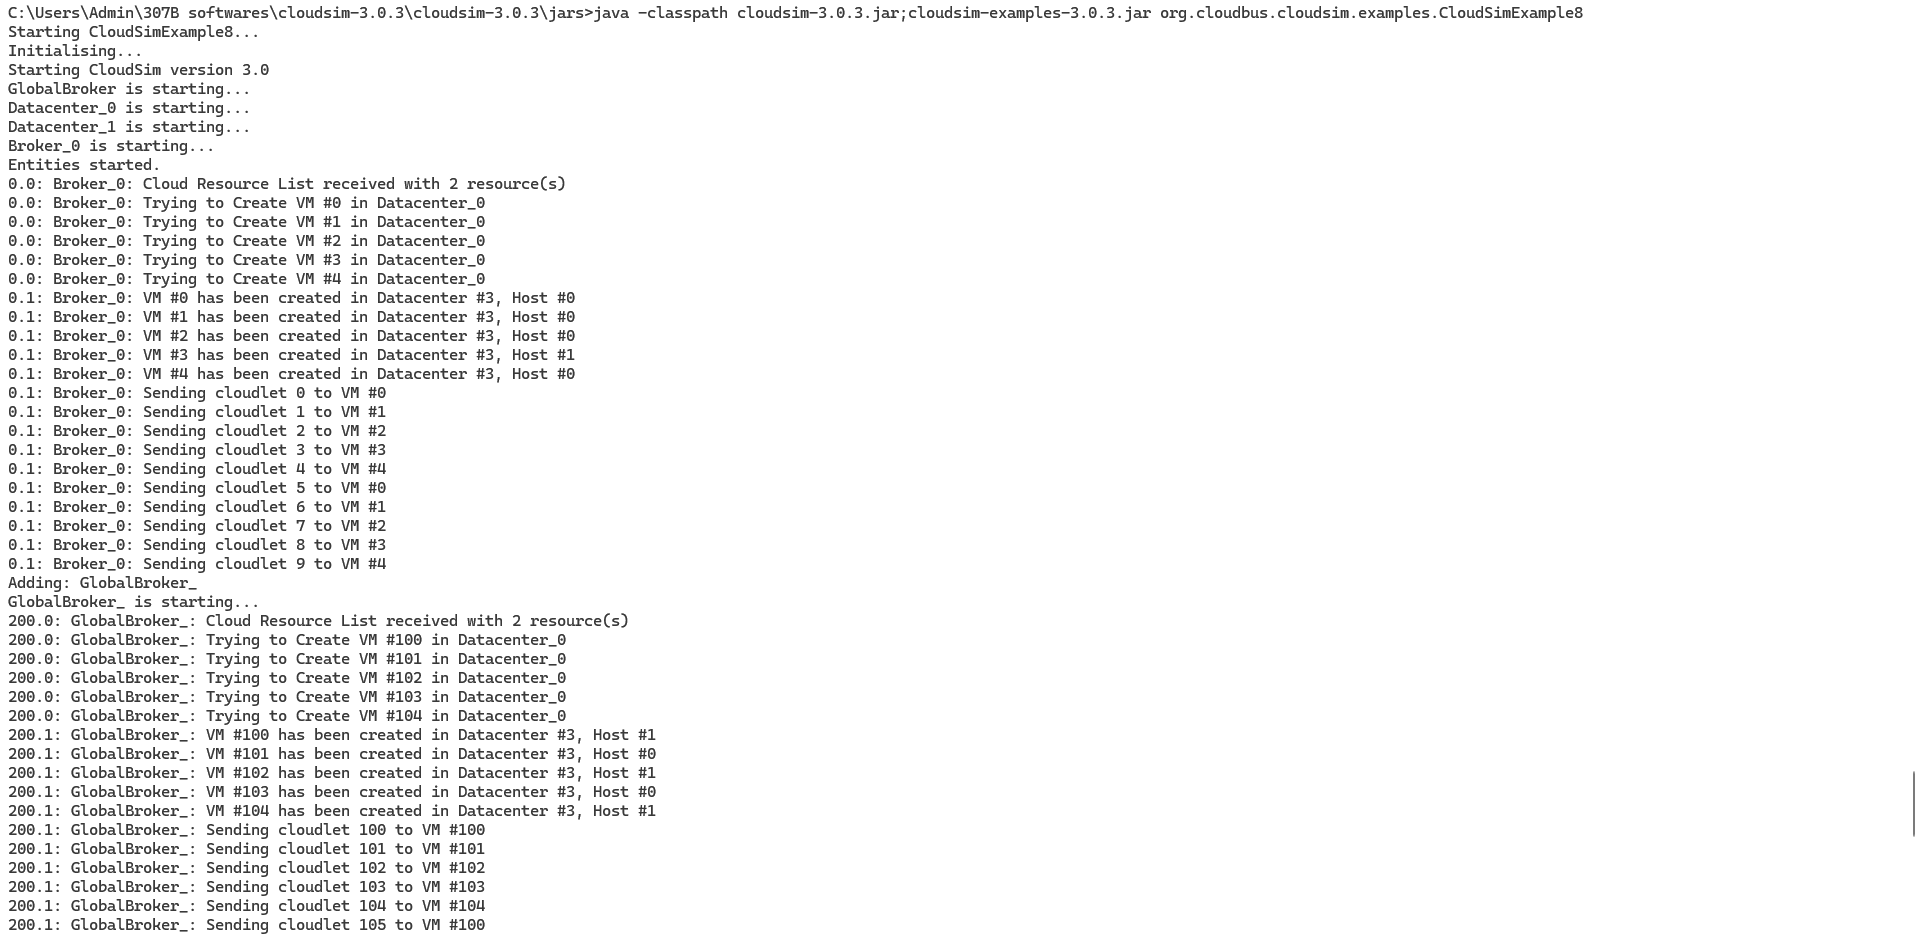 C:\Users\Admin\307B softwares\cloudsim-3.0.3\cloudsim-3.0.3\jars>java -classpath cloudsim-3.0.3.jar;cloudsim-examples-3.0.3.jar org.cloudbus.cloudsim.examples.CloudSimExample8
Starting CloudSimExample8...
Initialising...
Starting CloudSim version 3.0
GlobalBroker is starting...
Datacenter_0 is starting...
Datacenter_1 is starting...
Broker_0 is starting...
Entities started.
0.0: Broker_0: Cloud Resource List received with 2 resource(s)
0.0: Broker_0: Trying to Create VM #0 in Datacenter_0
0.0: Broker_0: Trying to Create VM #1 in Datacenter_0
0.0: Broker_0: Trying to Create VM #2 in Datacenter_0
0.0: Broker_0: Trying to Create VM #3 in Datacenter_0
0.0: Broker_0: Trying to Create VM #4 in Datacenter_0
0.1: Broker_0: VM #0 has been created in Datacenter #3, Host #0
0.1: Broker_0: VM #1 has been created in Datacenter #3, Host #0
0.1: Broker_0: VM #2 has been created in Datacenter #3, Host #0
0.1: Broker_0: VM #3 has been created in Datacenter #3, Host #1
0.1: Broker_0: VM #4 has been created in Datacenter #3, Host #0
0.1: Broker_0: Sending cloudlet 0 to VM #0
0.1: Broker_0: Sending cloudlet 1 to VM #1
0.1: Broker_0: Sending cloudlet 2 to VM #2
0.1: Broker_0: Sending cloudlet 3 to VM #3
0.1: Broker_0: Sending cloudlet 4 to VM #4
0.1: Broker_0: Sending cloudlet 5 to VM #0
0.1: Broker_0: Sending cloudlet 6 to VM #1
0.1: Broker_0: Sending cloudlet 7 to VM #2
0.1: Broker_0: Sending cloudlet 8 to VM #3
0.1: Broker_0: Sending cloudlet 9 to VM #4
Adding: GlobalBroker_
GlobalBroker_ is starting...
200.0: GlobalBroker_: Cloud Resource List received with 2 resource(s)
200.0: GlobalBroker_: Trying to Create VM #100 in Datacenter_0
200.0: GlobalBroker_: Trying to Create VM #101 in Datacenter_0
200.0: GlobalBroker_: Trying to Create VM #102 in Datacenter_0
200.0: GlobalBroker_: Trying to Create VM #103 in Datacenter_0
200.0: GlobalBroker_: Trying to Create VM #104 in Datacenter_0
200.1: GlobalBroker_: VM #100 has been created in Datacenter #3, Host #1
200.1: GlobalBroker_: VM #101 has been created in Datacenter #3, Host #0
200.1: GlobalBroker_: VM #102 has been created in Datacenter #3, Host #1
200.1: GlobalBroker_: VM #103 has been created in Datacenter #3, Host #0
200.1: GlobalBroker_: VM #104 has been created in Datacenter #3, Host #1
200.1: GlobalBroker_: Sending cloudlet 100 to VM #100
200.1: GlobalBroker_: Sending cloudlet 101 to VM #101
200.1: GlobalBroker_: Sending cloudlet 102 to VM #102
200.1: GlobalBroker_: Sending cloudlet 103 to VM #103
200.1: GlobalBroker_: Sending cloudlet 104 to VM #104
200.1: GlobalBroker_: Sending cloudlet 105 to VM #100